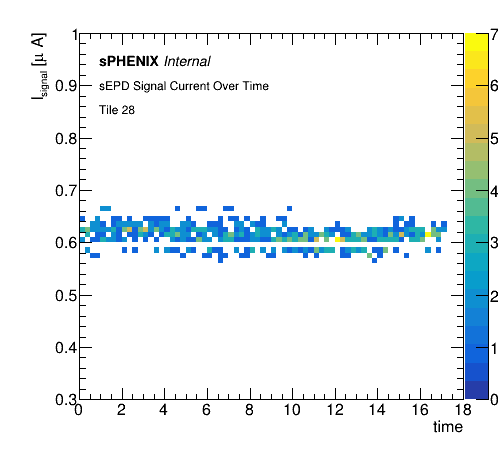 sPHENIX Internal
sEPD Signal Current Over Time
Tile 28
I_signal [μ A]
1
0.9
0.8
0.7
0.6
0.5
0.4
0.3
0 2 4 6 8 10 12 14 16 18
time
7
6
5
4
3
2
1
0